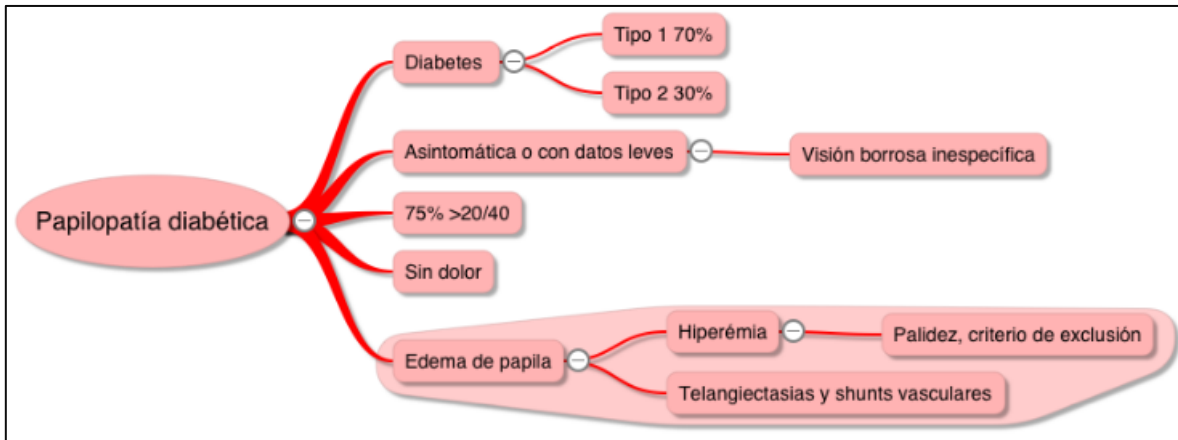 Papilopatía diabética
Diabetes
Tipo 1 70%
Tipo 2 30%
Asintomática o con datos leves
Visión borrosa inespecífica
75% >20/40
Sin dolor
Edema de papila
Hiperémia
Palidez, criterio de exclusión
Telangiectasias y shunts vasculares